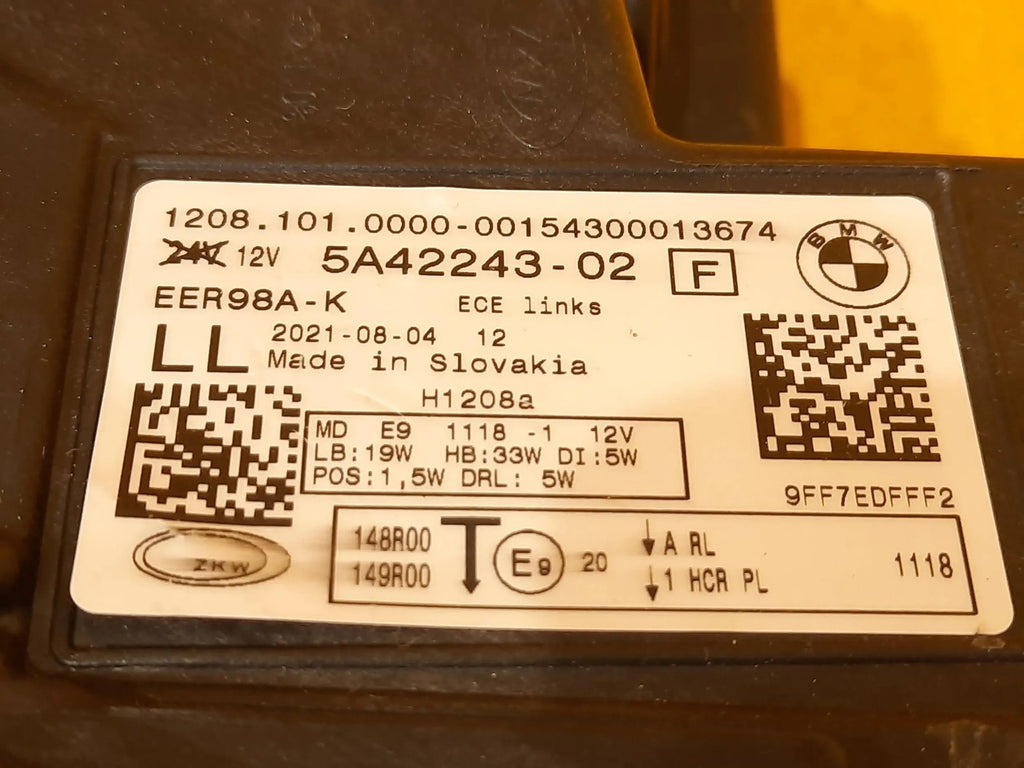 1208.101.0000-00154300013674
24V 12V 5A42243-02 F
BMW
EER98A-K ECE links
LL 2021-08-04 12
Made in Slovakia
H1208a
MD E9 1118 -1 12V
LB:19W HB:33W DI:5W
POS:1,5W DRL: 5W
9FF7EDFFF2
ZKW
148R00 E9 20 ↓A RL 1118
149R00 ↓1 HCR PL